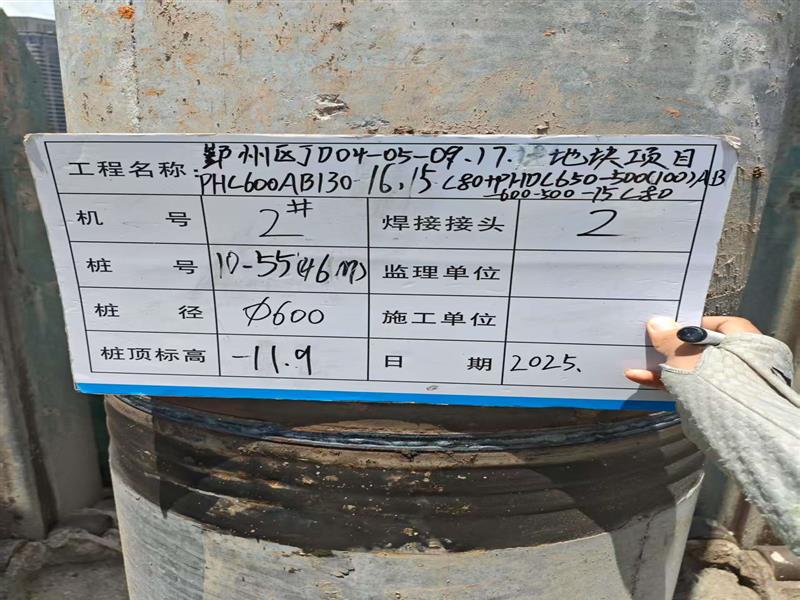 工程名称: 鄞州区JD04-05-09.17. 地块项目
PHC600AB130-16,15 C80+PHDC650-500(100)AB
-600-500-15C80
机 号 2# 焊接接头 2
桩 号 10-55(46m) 监理单位
桩 径 Φ600 施工单位
桩顶标高 -11.9 日 期 2025.